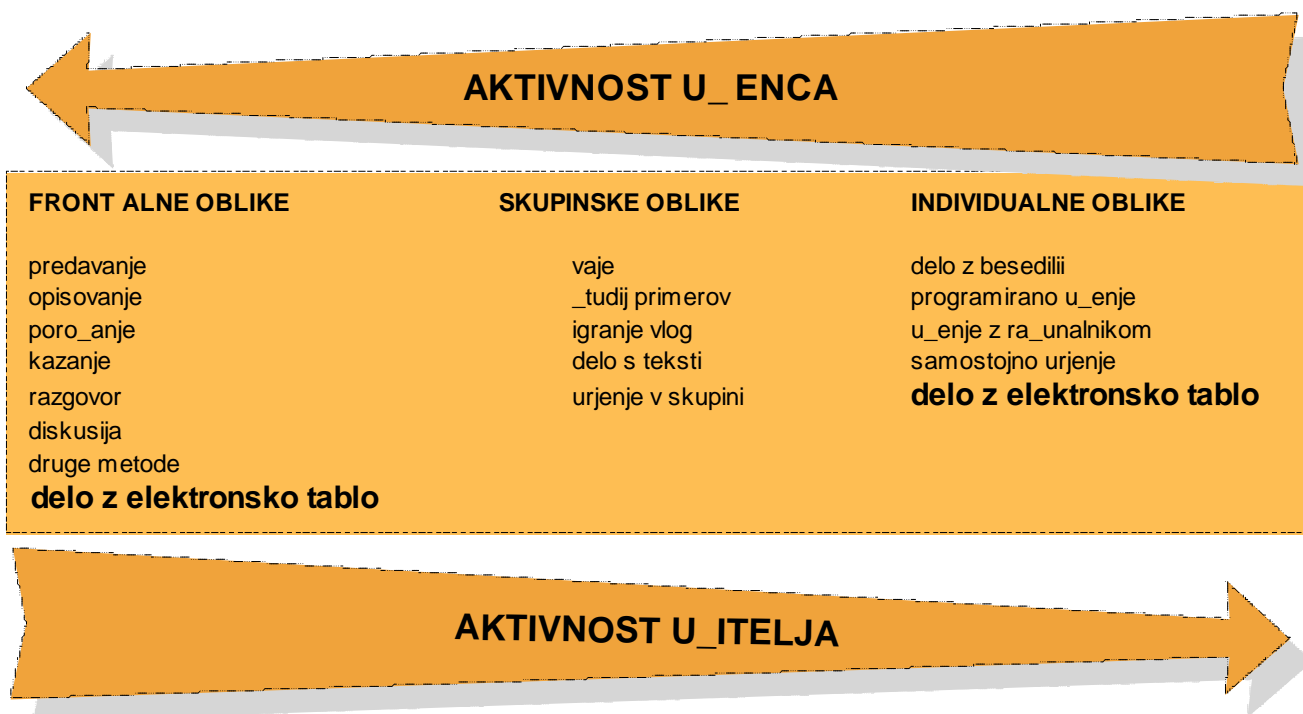 AKTIVNOST U_ ENCA
FRONT ALNE OBLIKE
predavanje
opisovanje
poro_anje
kazanje
razgovor
diskusija
druge metode
delo z elektronsko tablo
SKUPINSKE OBLIKE
vaje
_tudij primerov
igranje vlog
delo s teksti
urjenje v skupini
INDIVIDUALNE OBLIKE
delo z besedilii
programirano u_enje
u_enje z ra_unalnikom
samostojno urjenje
delo z elektronsko tablo
AKTIVNOST U_ITELJA